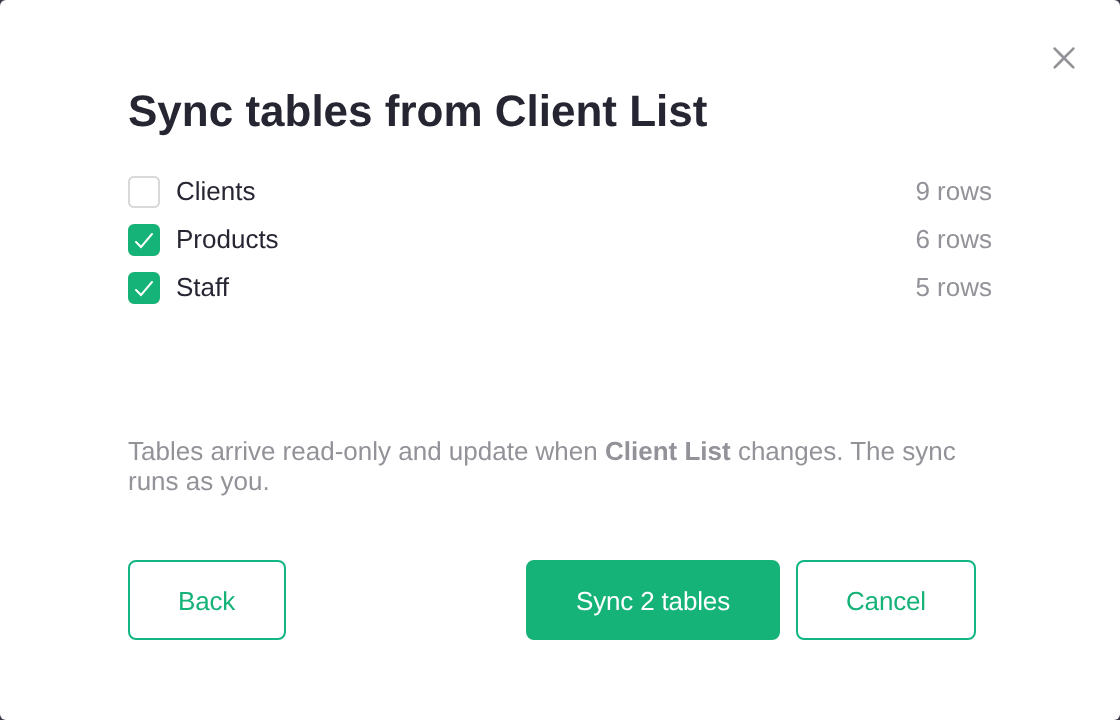 Sync tables from Client List
Clients 9 rows
Products 6 rows
Staff 5 rows
Tables arrive read-only and update when Client List changes. The sync
runs as you.
Back Sync 2 tables Cancel